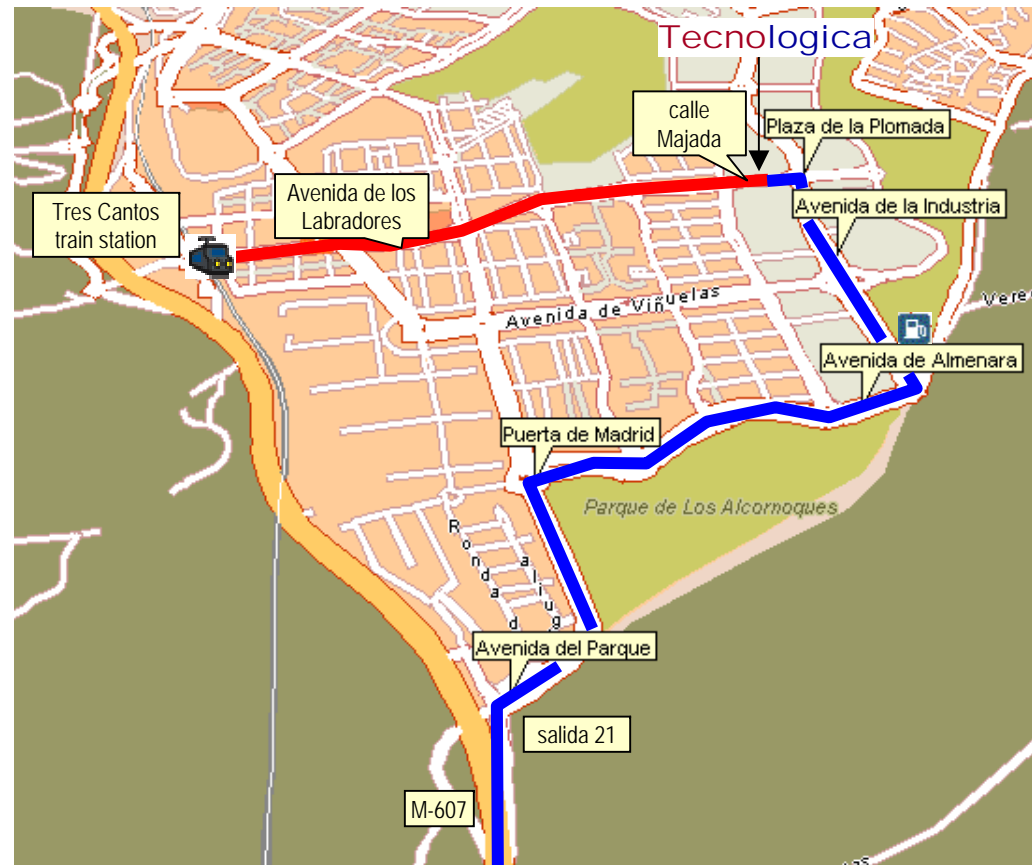 Tecnologica
calle
Majada
Plaza de la Plomada
Avenida de los
Labradores
Tres Cantos
train station
Avenida de la Industria
Avenida de Viñuelas
Vere
Avenida de Almenara
Puerta de Madrid
Parque de Los Alcornoques
Ronda d
aliug
Avenida del Parque
salida 21
M-607